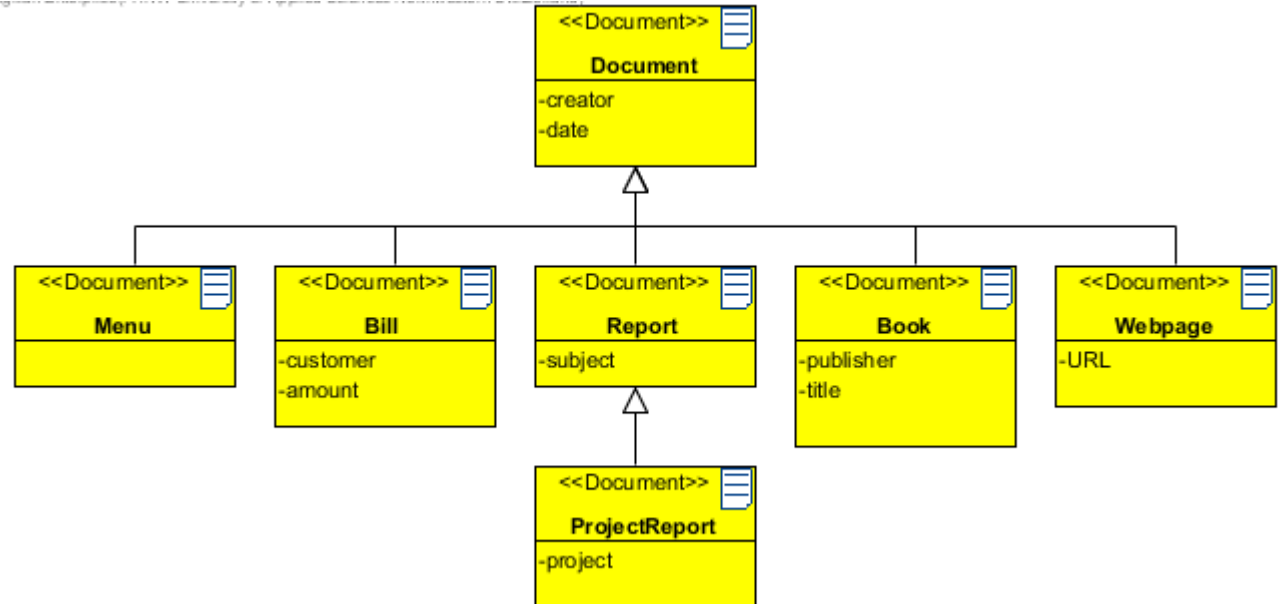 <<Document>>
Document
-creator
-date
<<Document>>
Menu
<<Document>>
Bill
-customer
-amount
<<Document>>
Report
-subject
<<Document>>
Book
-publisher
-title
<<Document>>
Webpage
-URL
<<Document>>
ProjectReport
-project